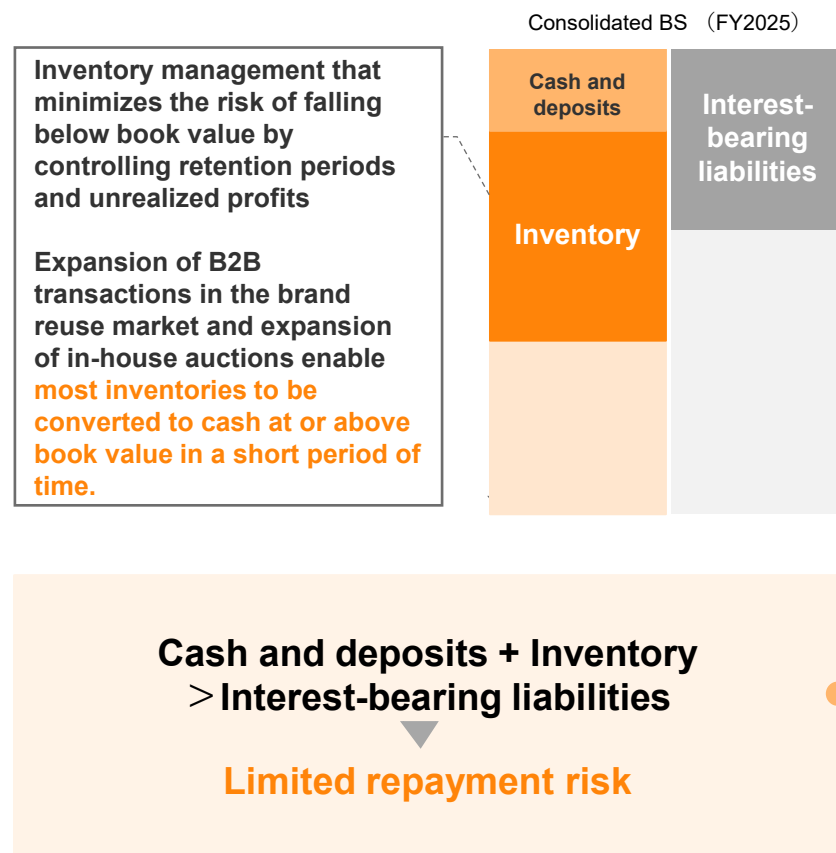 Consolidated BS （FY2025）
Inventory management that
minimizes the risk of falling
below book value by
controlling retention periods
and unrealized profits
Expansion of B2B
transactions in the brand
reuse market and expansion
of in-house auctions enable
most inventories to be
converted to cash at or above
book value in a short period of
time.
Cash and
deposits
Inventory
Interest-
bearing
liabilities
Cash and deposits + Inventory
＞Interest-bearing liabilities
Limited repayment risk